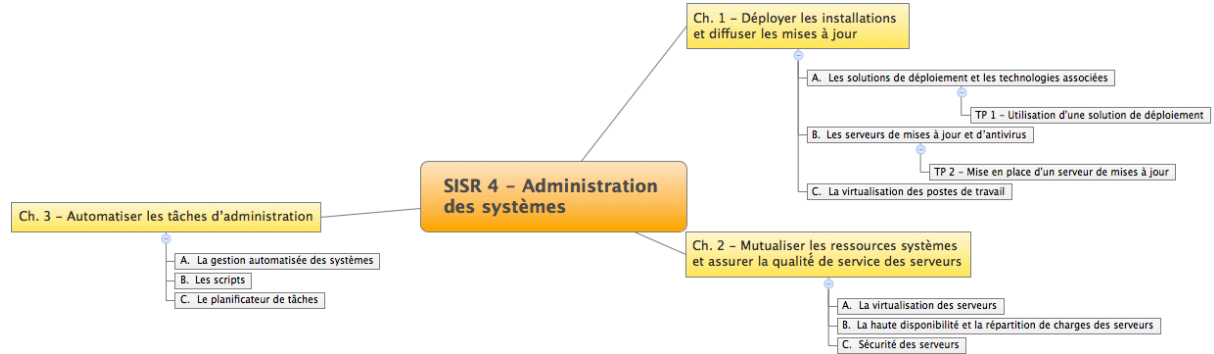 SISR 4 – Administration
des systèmes
Ch. 1 – Déployer les installations
et diffuser les mises à jour
A. Les solutions de déploiement et les technologies associées
TP 1 – Utilisation d'une solution de déploiement
B. Les serveurs de mises à jour et d'antivirus
TP 2 – Mise en place d'un serveur de mises à jour
C. La virtualisation des postes de travail
Ch. 2 – Mutualiser les ressources systèmes
et assurer la qualité de service des serveurs
A. La virtualisation des serveurs
B. La haute disponibilité et la répartition de charges des serveurs
C. Sécurité des serveurs
Ch. 3 – Automatiser les tâches d'administration
A. La gestion automatisée des systèmes
B. Les scripts
C. Le planificateur de tâches